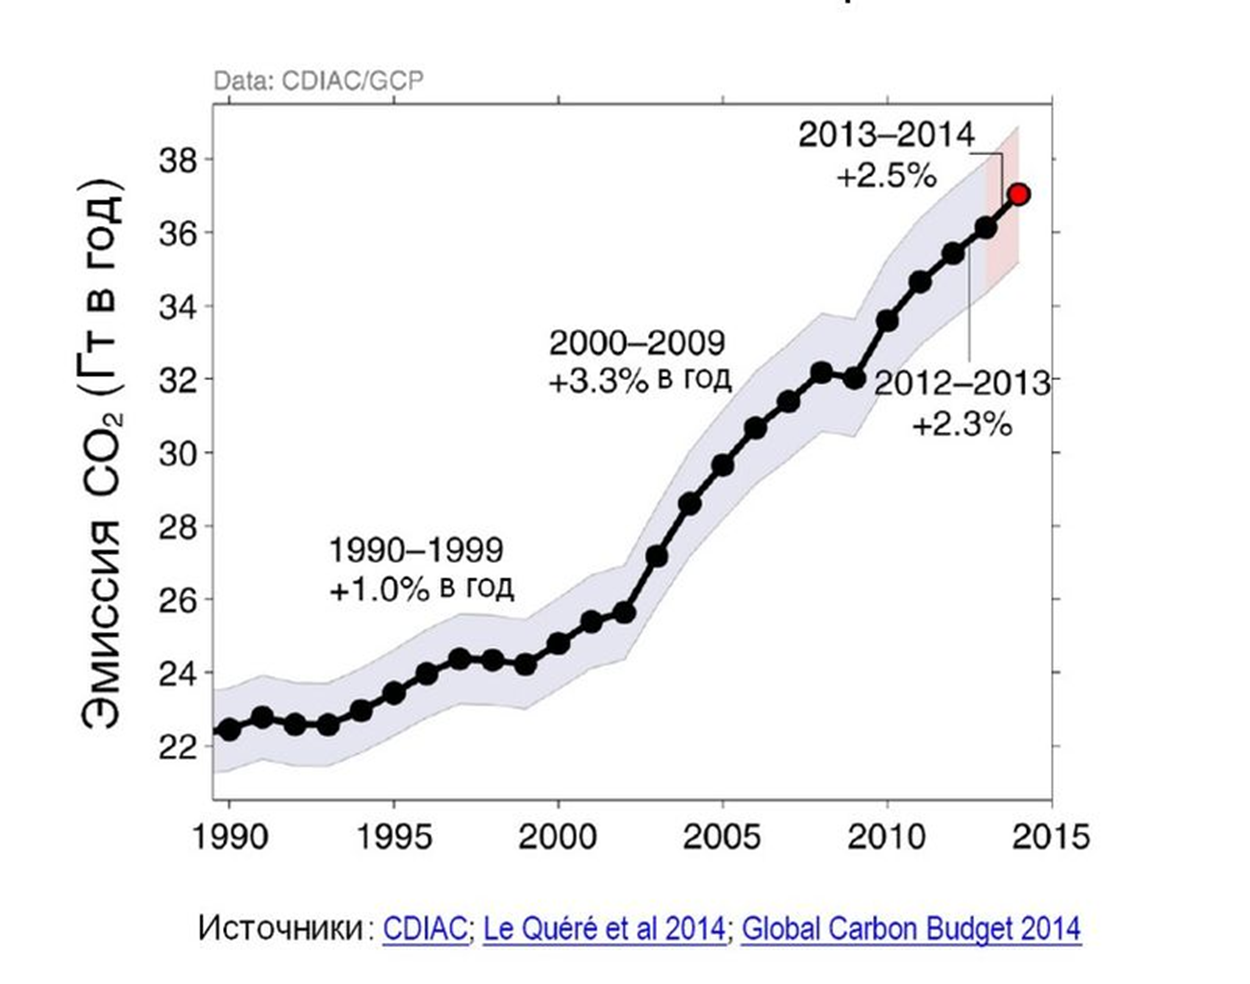 Data: CDIAC/GCP
Эмиссия CO₂ (Гт в год)
38
36
34
32
30
28
26
24
22
2013–2014
+2.5%
2000–2009
+3.3% в год
2012–2013
+2.3%
1990–1999
+1.0% в год
1990 1995 2000 2005 2010 2015
Источники: CDIAC; Le Quéré et al 2014; Global Carbon Budget 2014